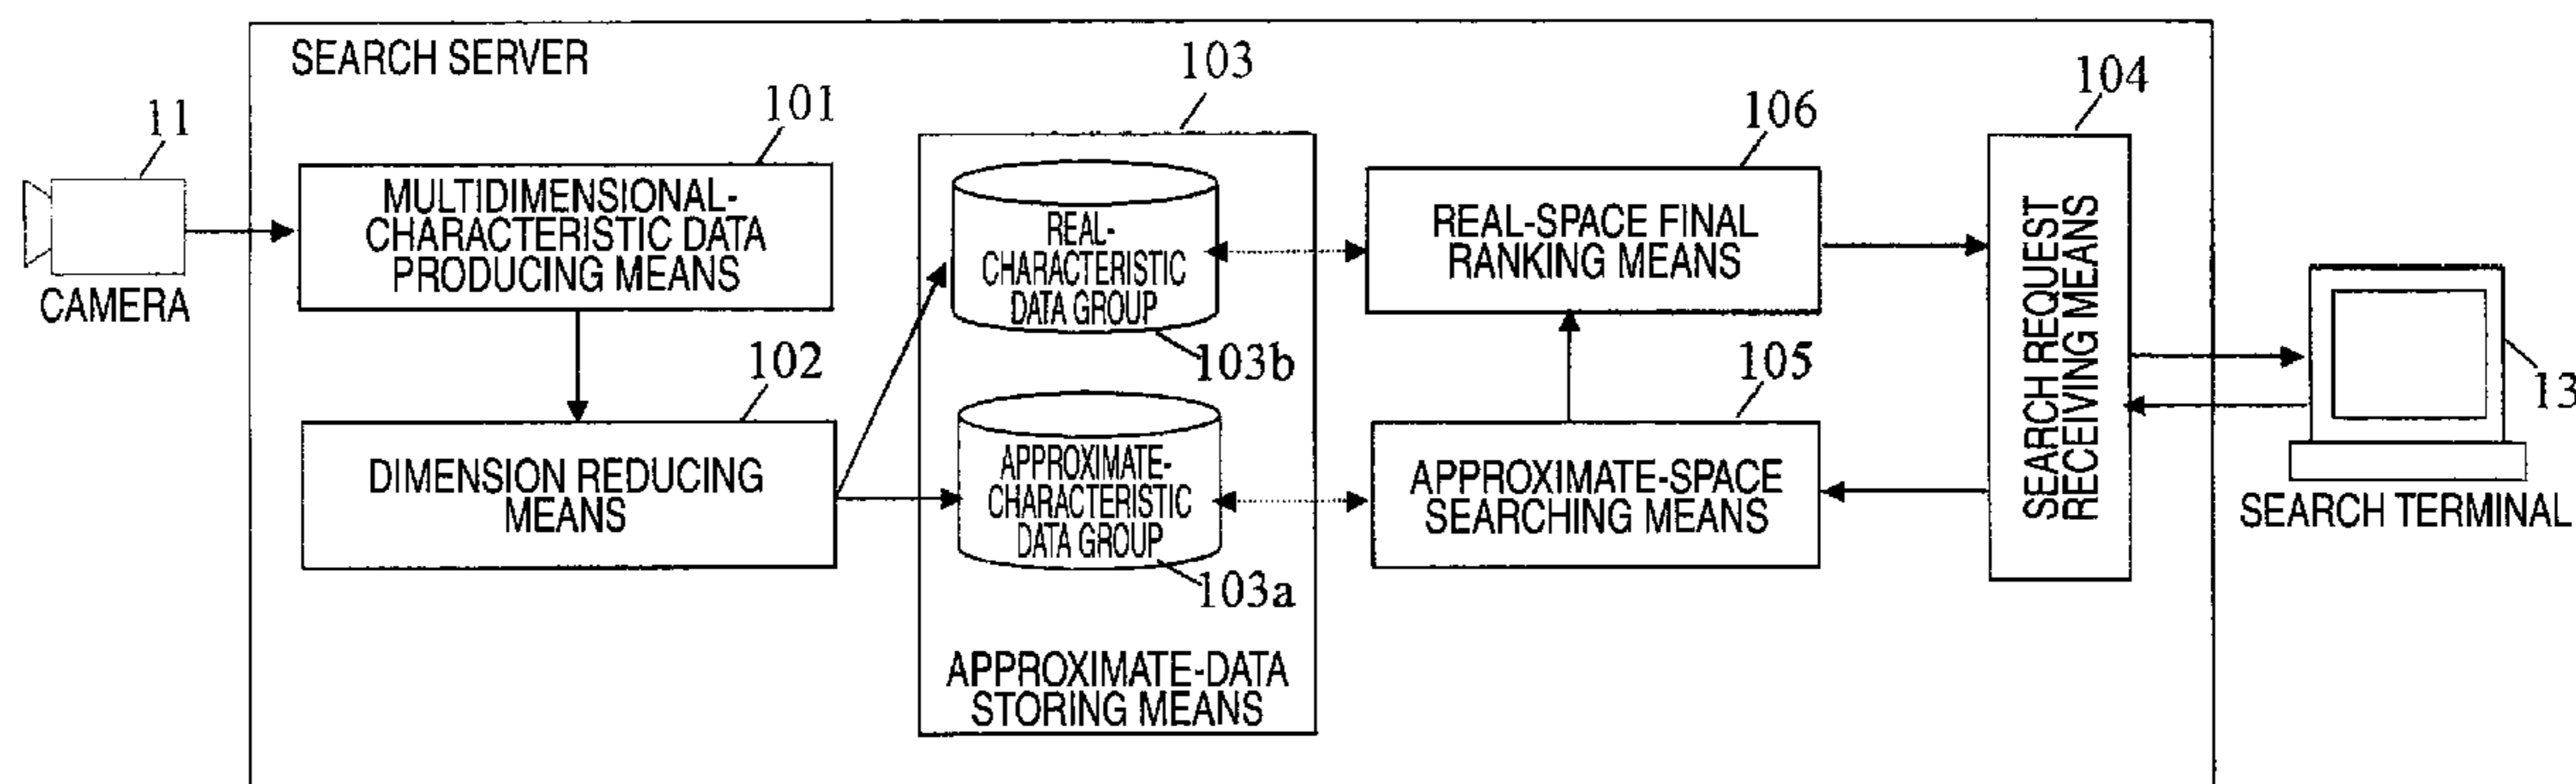 SEARCH SERVER
11
CAMERA
101
MULTIDIMENSIONAL-
CHARACTERISTIC DATA
PRODUCING MEANS
102
DIMENSION REDUCING
MEANS
103
REAL-
CHARACTERISTIC
DATA GROUP
103b
APPROXIMATE-
CHARACTERISTIC
DATA GROUP
103a
APPROXIMATE-DATA
STORING MEANS
106
REAL-SPACE FINAL
RANKING MEANS
105
APPROXIMATE-SPACE
SEARCHING MEANS
104
SEARCH REQUEST
RECEIVING MEANS
13
SEARCH TERMINAL